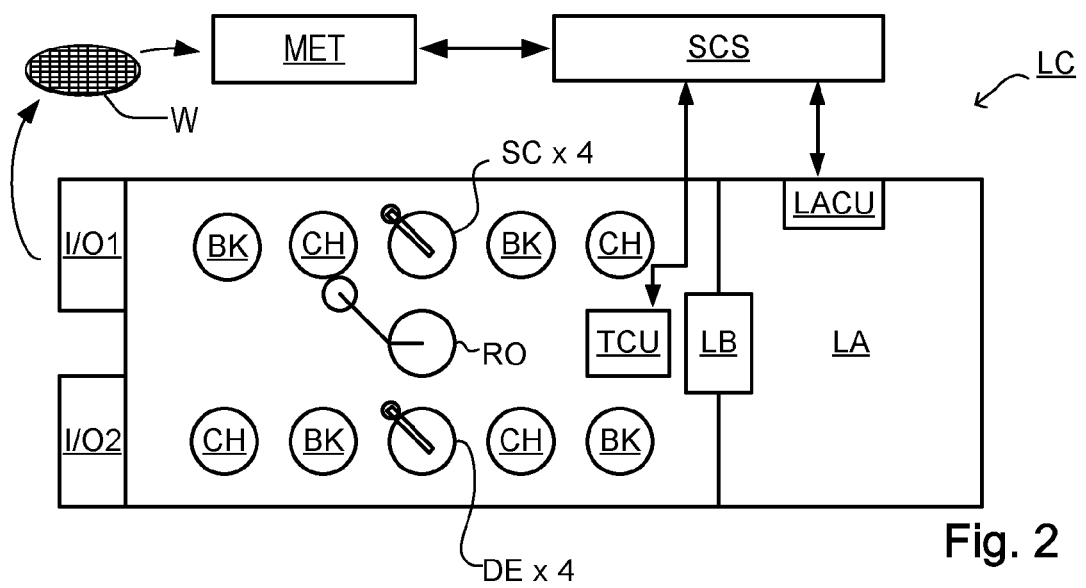 MET
SCS
LC
W
SC x 4
LACU
I/O1
BK
CH
BK
CH
RO
TCU
LB
LA
I/O2
CH
BK
CH
BK
DE x 4
Fig. 2